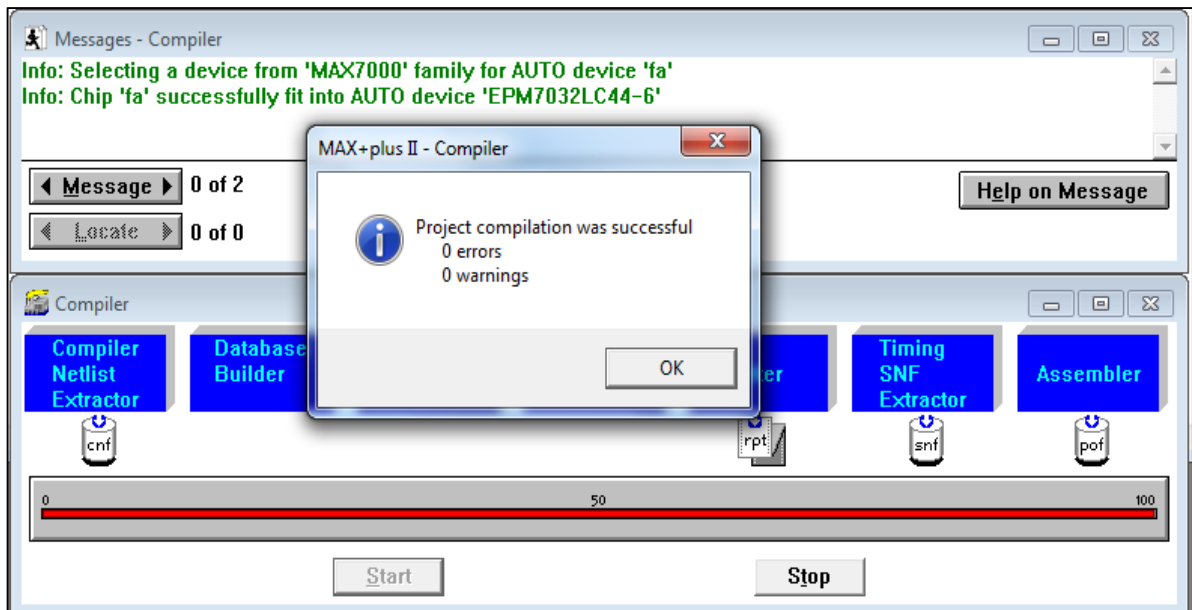 Messages - Compiler
Info: Selecting a device from 'MAX7000' family for AUTO device 'fa'
Info: Chip 'fa' successfully fit into AUTO device 'EPM7032LC44-6'
MAX+plus II - Compiler
Message 0 of 2
Help on Message
Locate 0 of 0
Project compilation was successful
0 errors
0 warnings
OK
Compiler
Compiler
Netlist
Extractor
Database
Builder
Timing
SNF
Extractor
Assembler
cnf
rpt
snf
pof
0 50 100
Start
Stop